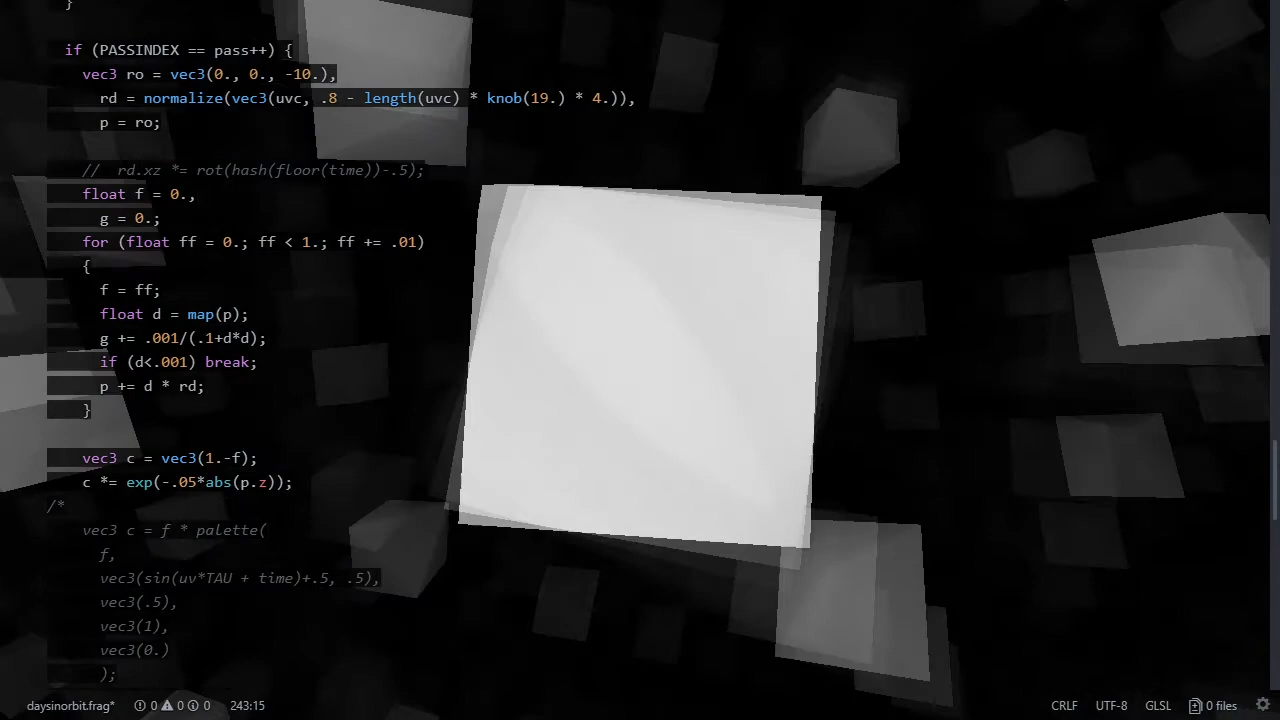 }
if (PASSINDEX == pass++) {
vec3 ro = vec3(0., 0., -10.),
rd = normalize(vec3(uvc, .8 - length(uvc) * knob(19.) * 4.)),
p = ro;
//  rd.xz *= rot(hash(floor(time))-.5);
float f = 0.,
g = 0.;
for (float ff = 0.; ff < 1.; ff += .01)
{
f = ff;
float d = map(p);
g += .001/(.1+d*d);
if (d<.001) break;
p += d * rd;
}
vec3 c = vec3(1.-f);
c *= exp(-.05*abs(p.z));
/*
vec3 c = f * palette(
f,
vec3(sin(uv*TAU + time)+.5, .5),
vec3(.5),
vec3(1),
vec3(0.)
);
daysinorbit.frag* 0 0 0 243:15 CRLF UTF-8 GLSL 0 files